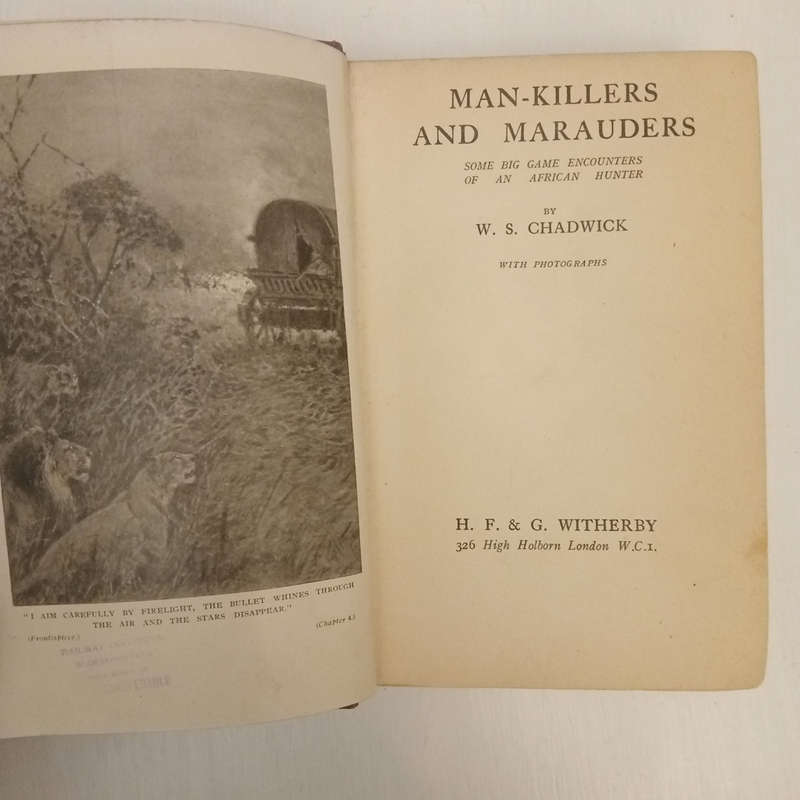 "I AIM CAREFULLY BY FIRELIGHT, THE BULLET WHINES THROUGH
THE AIR AND THE STARS DISAPPEAR."
(Frontispiece.)
(Chapter 4.)
MAN-KILLERS
AND MARAUDERS
SOME BIG GAME ENCOUNTERS
OF AN AFRICAN HUNTER
BY
W. S. CHADWICK
WITH PHOTOGRAPHS
H. F. & G. WITHERBY
326 High Holborn London W.C.1.